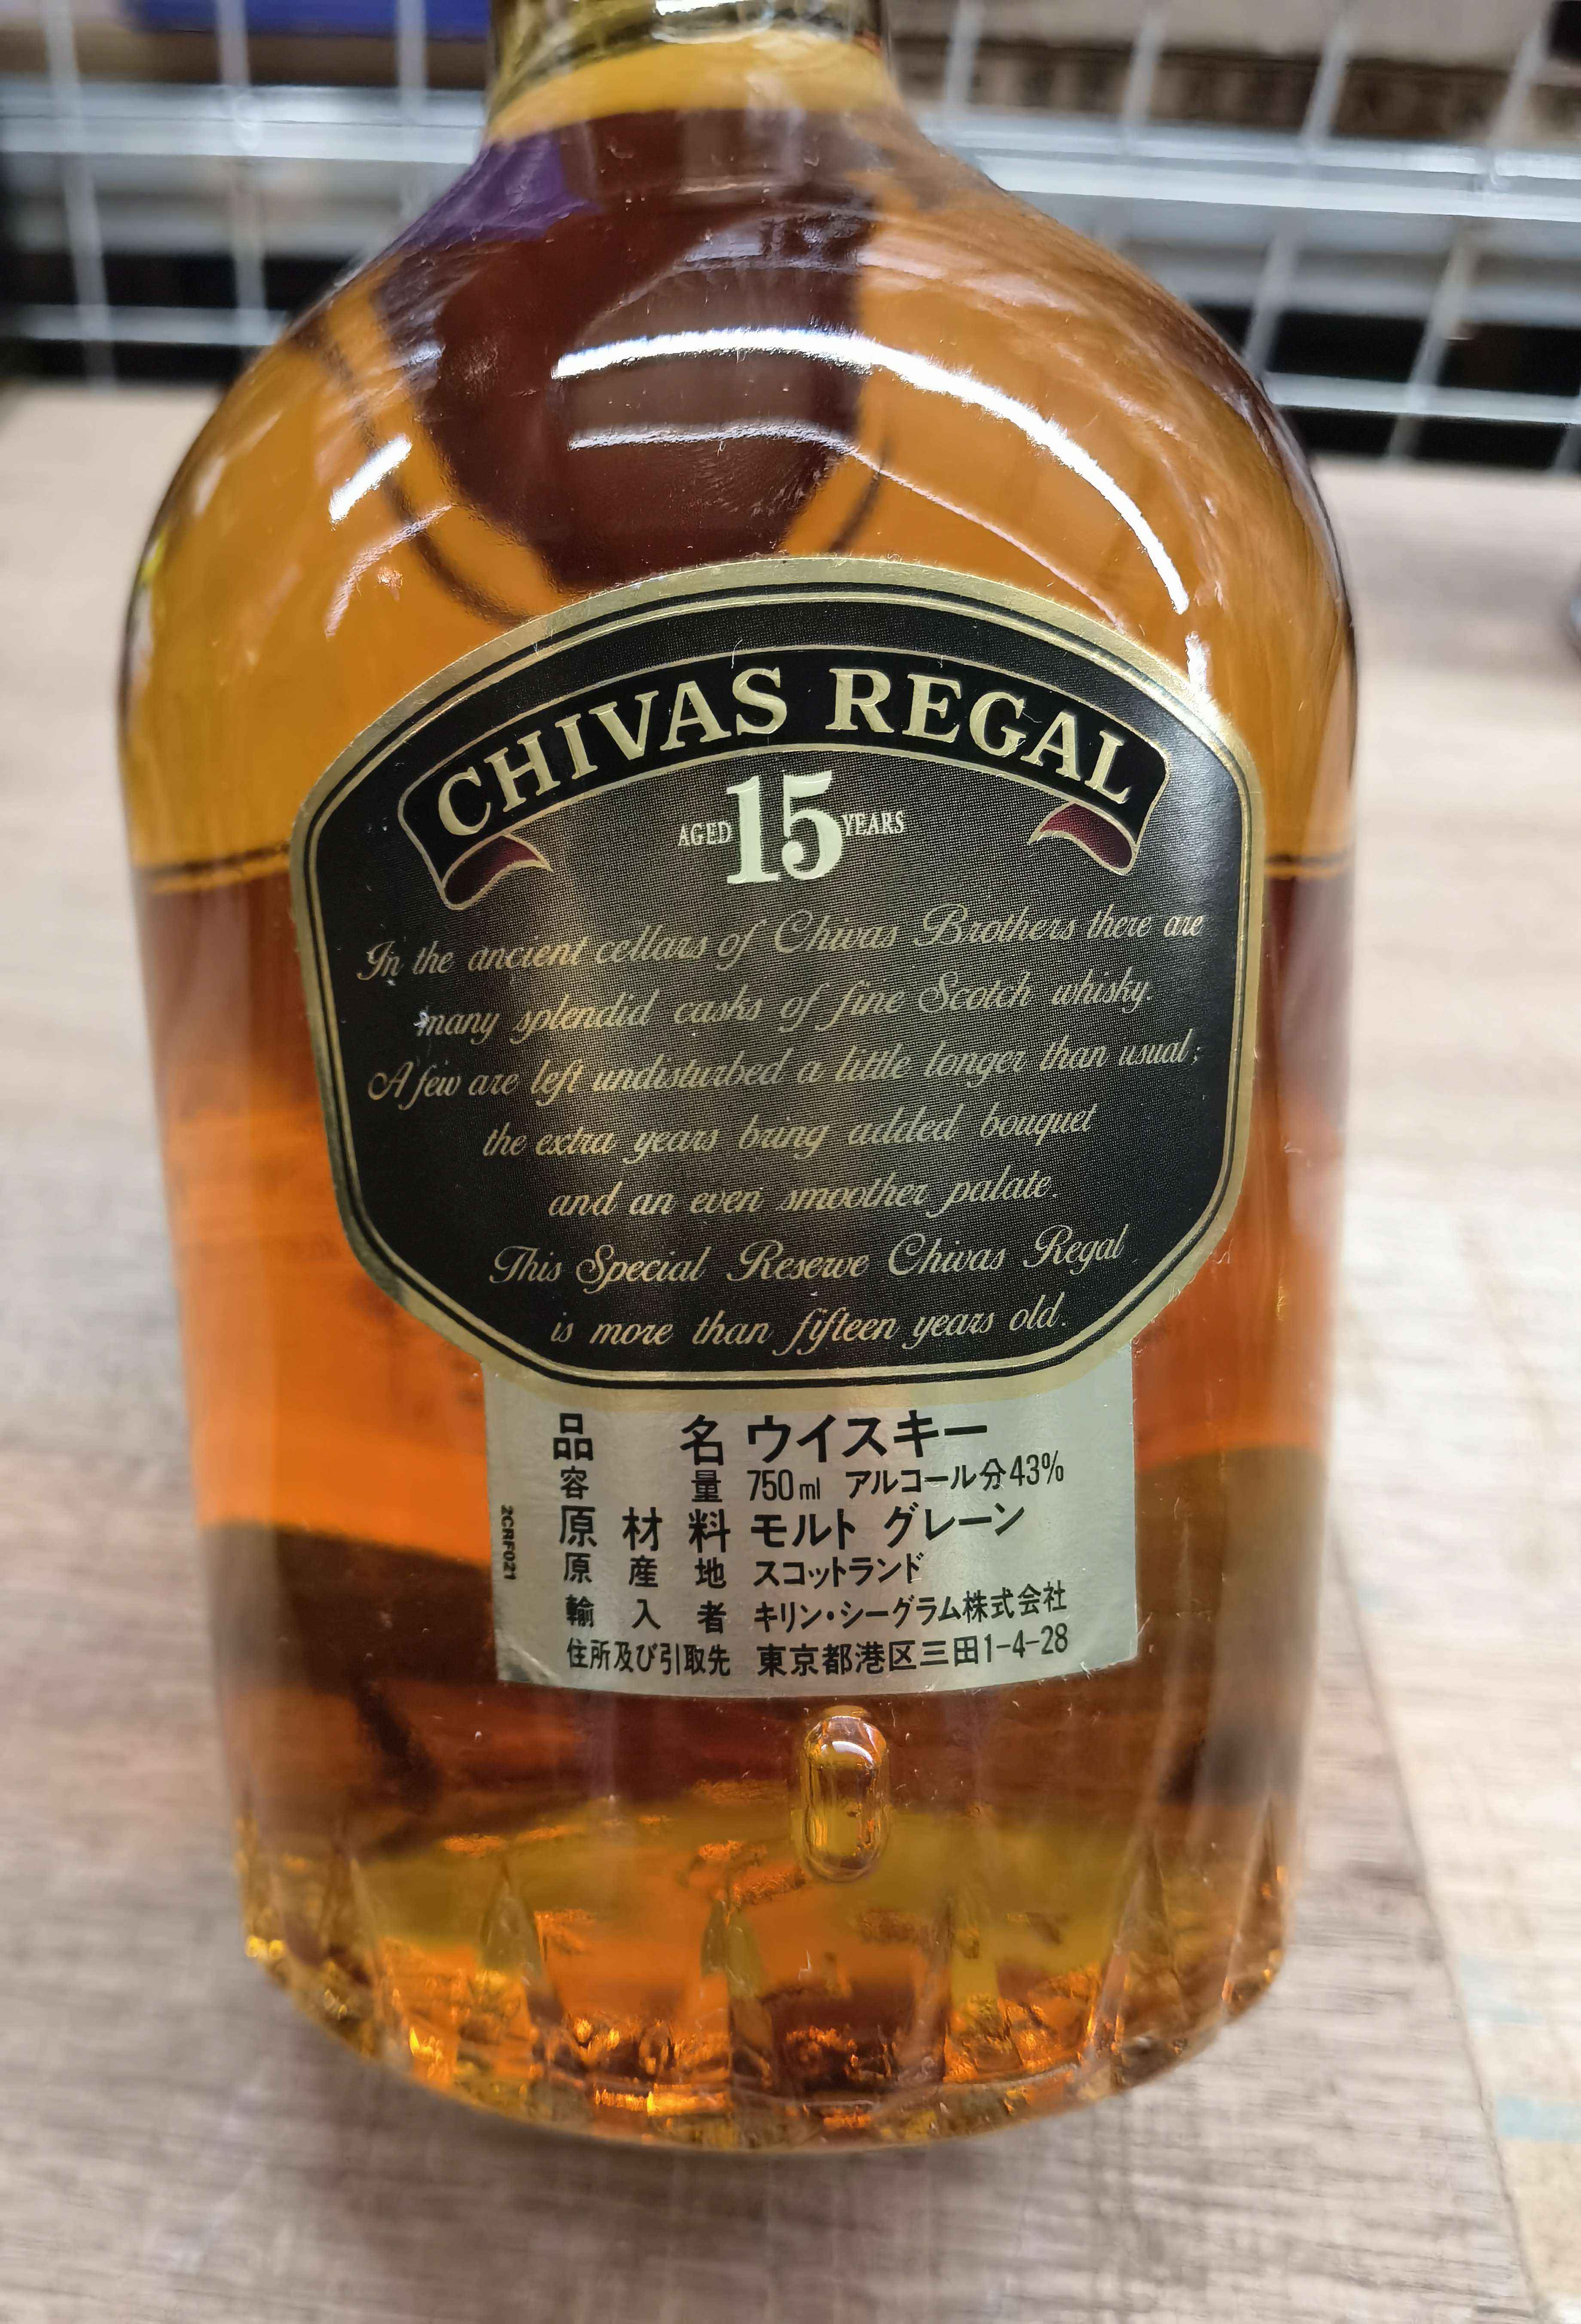 CHIVAS REGAL
AGED 15 YEARS
In the ancient cellars of Chivas Brothers there are
many splendid casks of fine Scotch whisky.
A few are left undisturbed a little longer than usual;
the extra years bring added bouquet
and an even smoother palate.
This Special Reserve Chivas Regal
is more than fifteen years old.
品名 ウイスキー
容量 750ml アルコール分43%
原材料 モルト グレーン
原産地 スコットランド
輸入者 キリン・シーグラム株式会社
住所及び引取先 東京都港区三田1-4-28
2CRF021